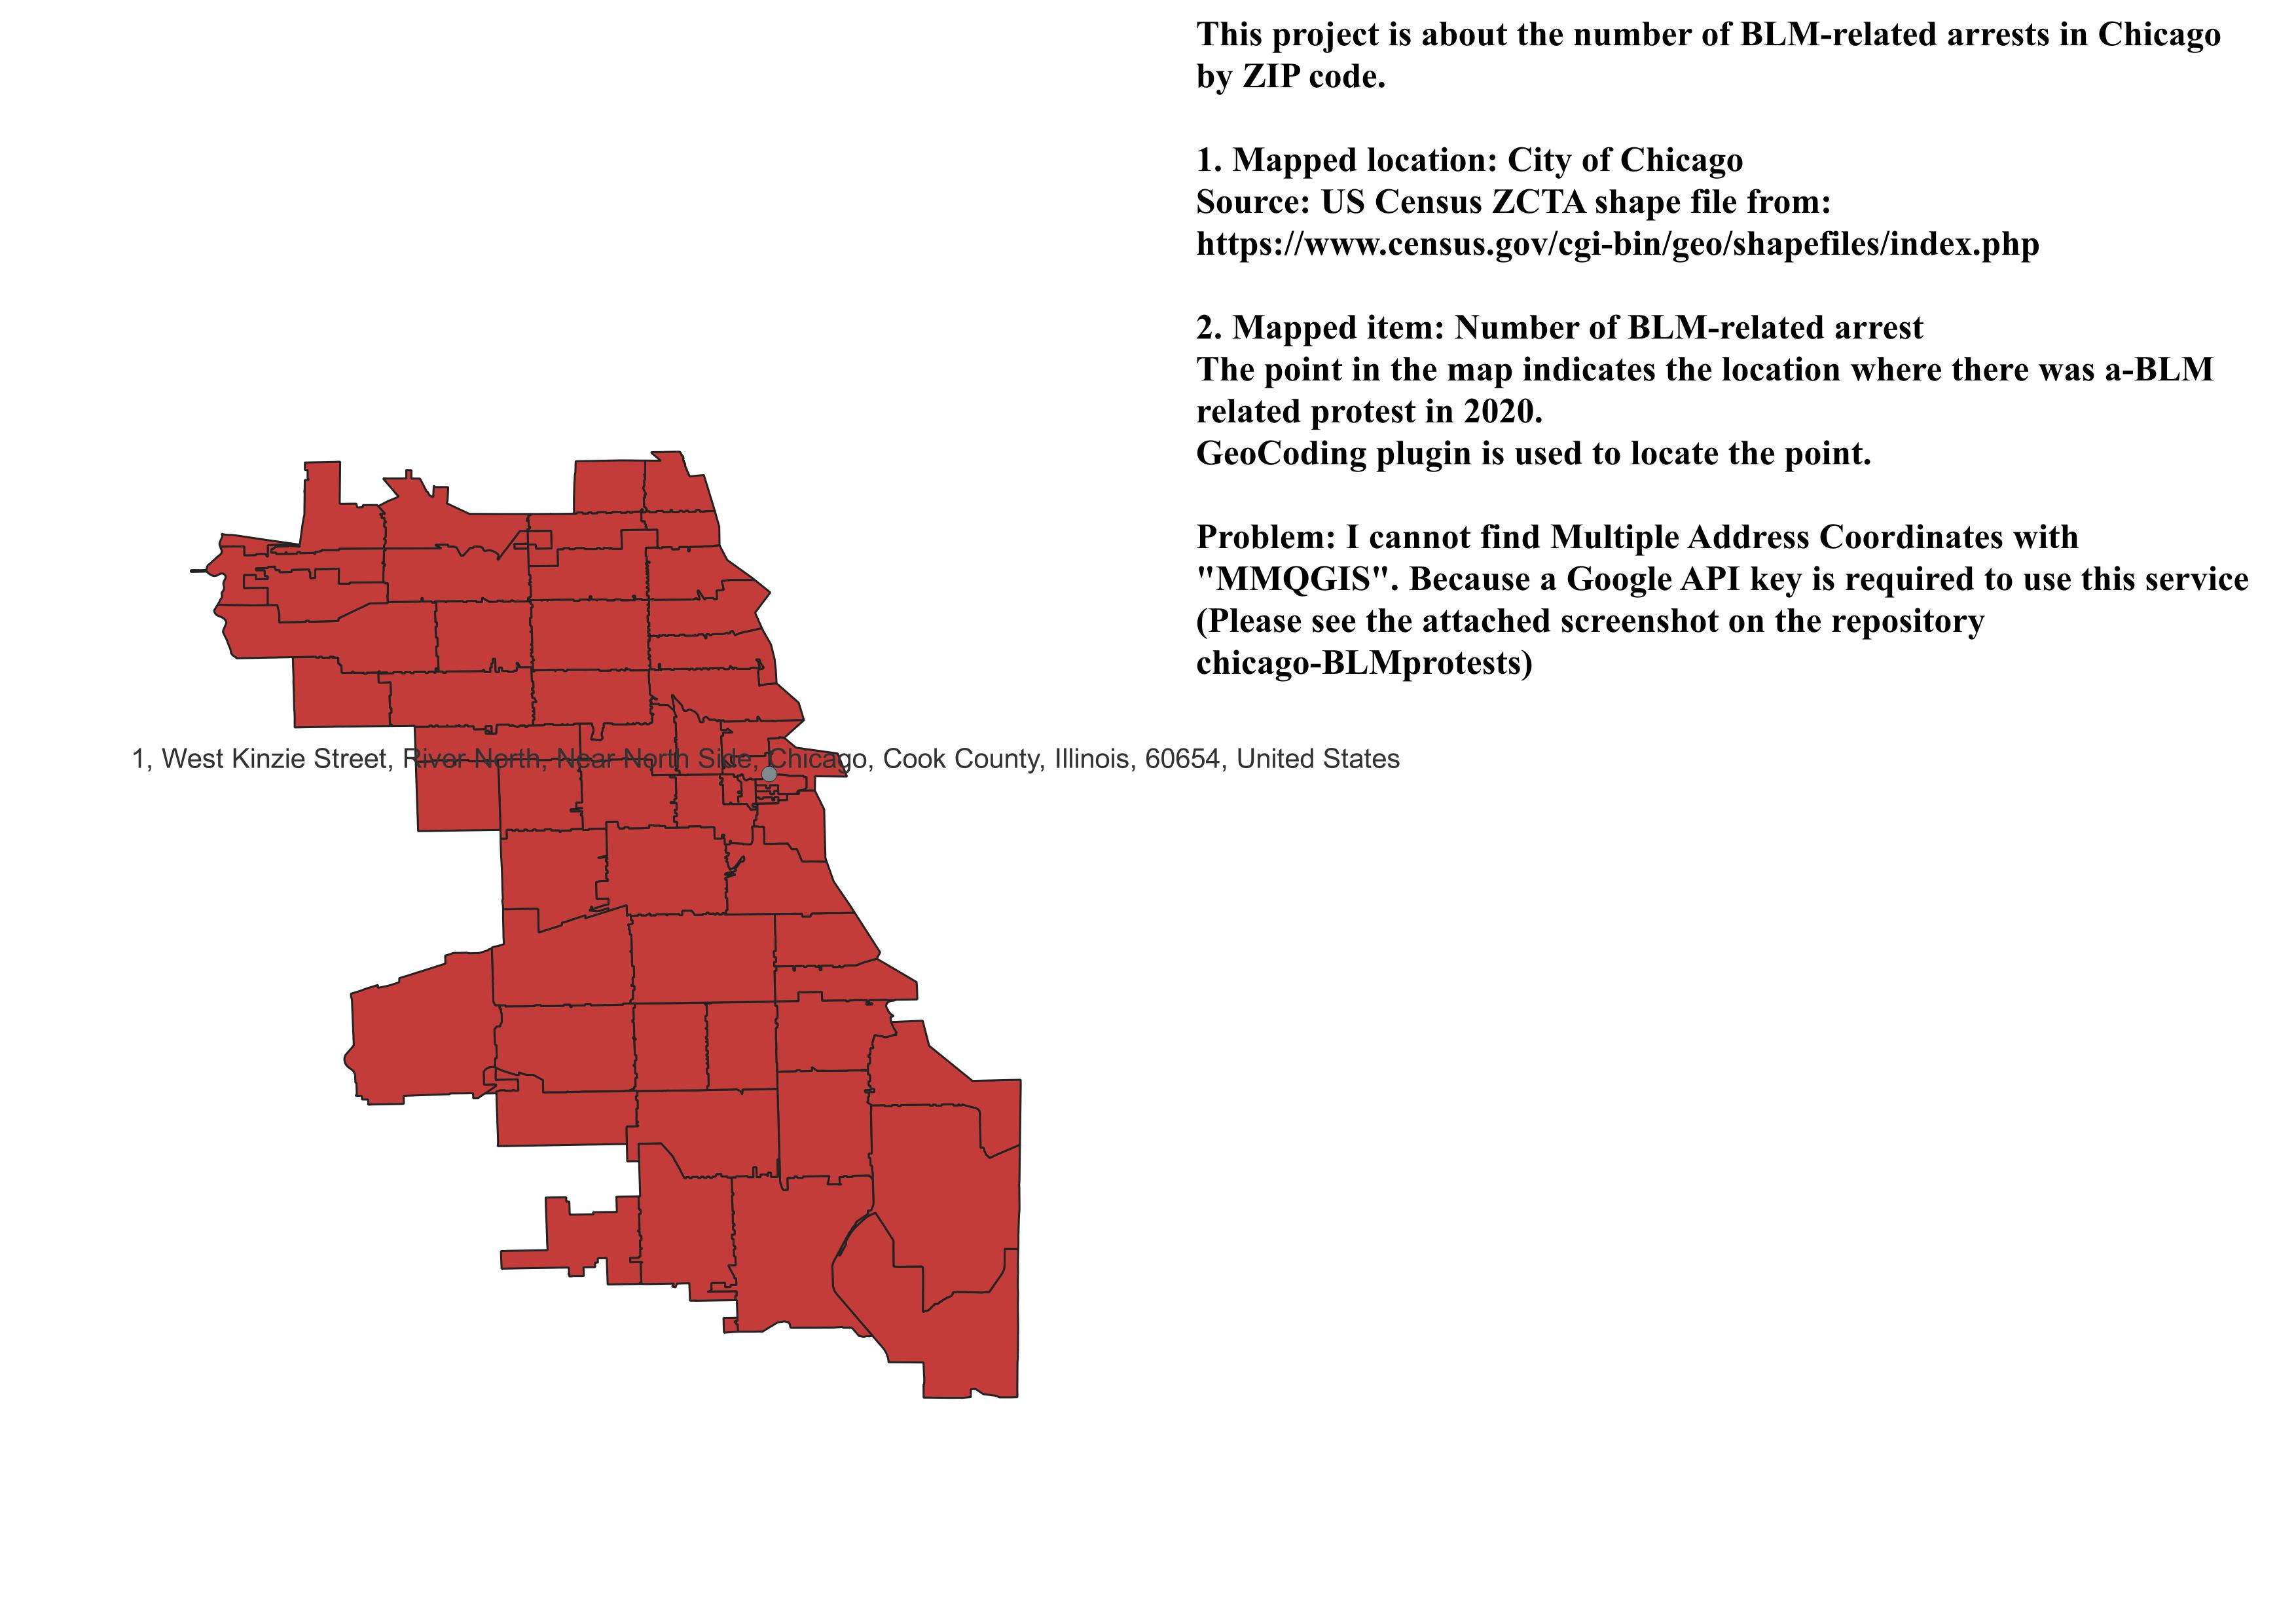 This project is about the number of BLM-related arrests in Chicago
by ZIP code.
1. Mapped location: City of Chicago
Source: US Census ZCTA shape file from:
https://www.census.gov/cgi-bin/geo/shapefiles/index.php
2. Mapped item: Number of BLM-related arrest
The point in the map indicates the location where there was a-BLM
related protest in 2020.
GeoCoding plugin is used to locate the point.
Problem: I cannot find Multiple Address Coordinates with
"MMQGIS". Because a Google API key is required to use this service
(Please see the attached screenshot on the repository
chicago-BLMprotests)
1, West Kinzie Street, River North, Near North Side, Chicago, Cook County, Illinois, 60654, United States